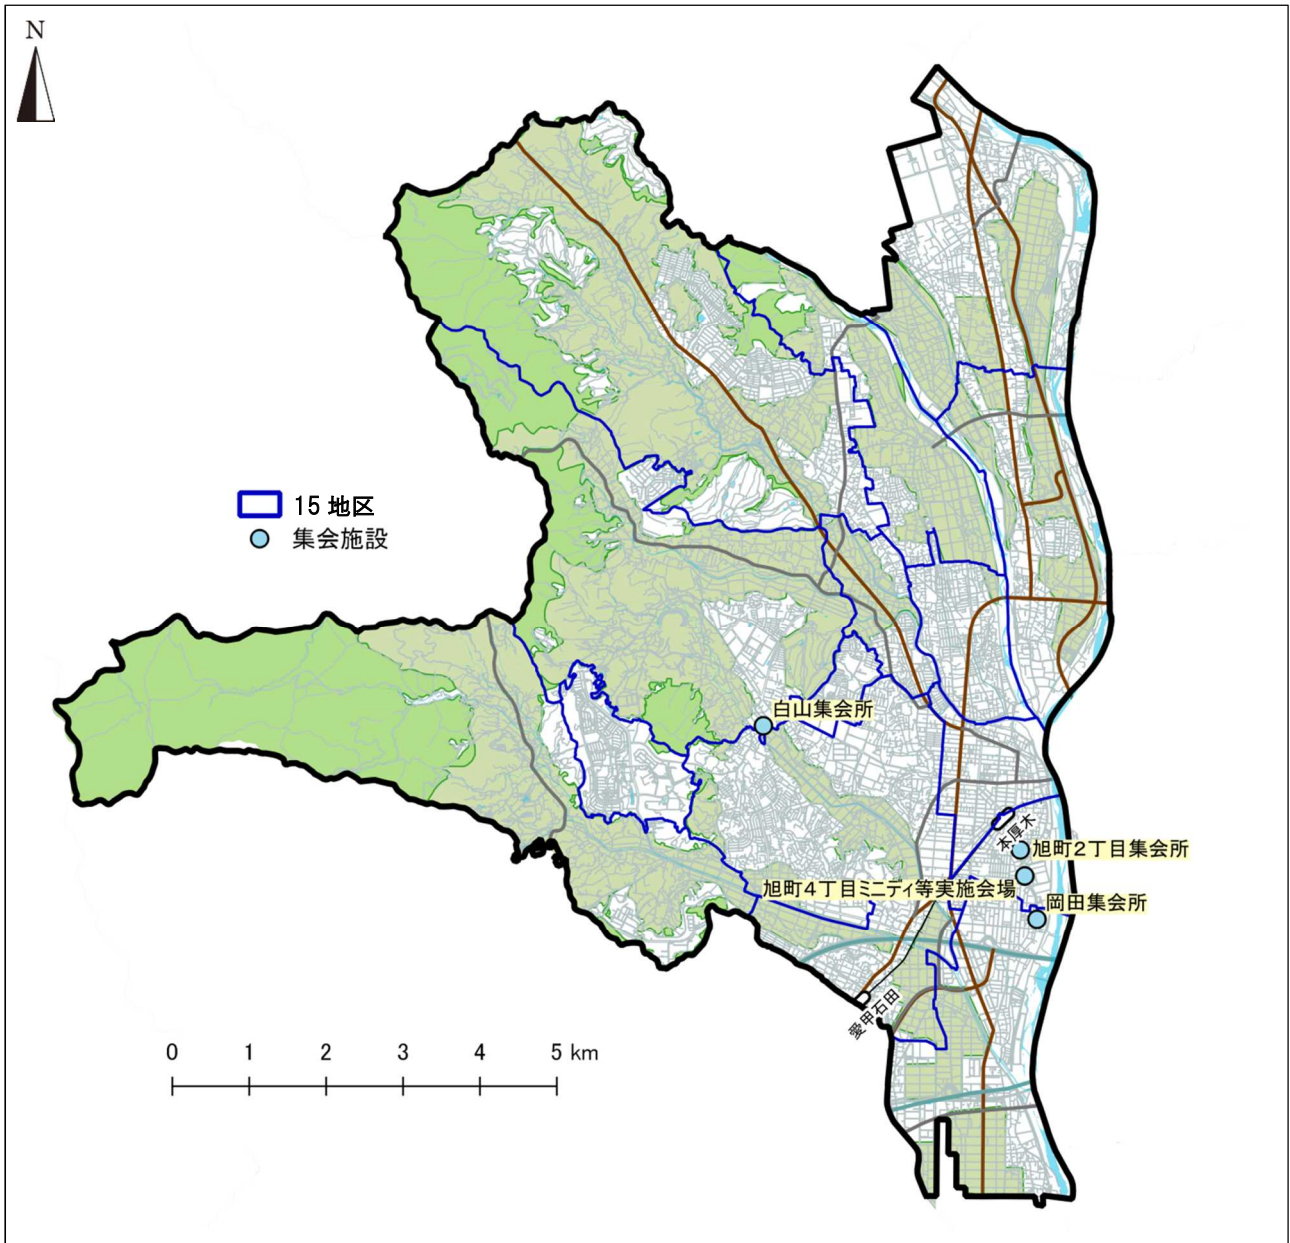 N
15 地区
集会施設
白山集会所
本厚木
旭町2丁目集会所
旭町4丁目ミニティ等実施会場
岡田集会所
愛甲石田
0 1 2 3 4 5 km